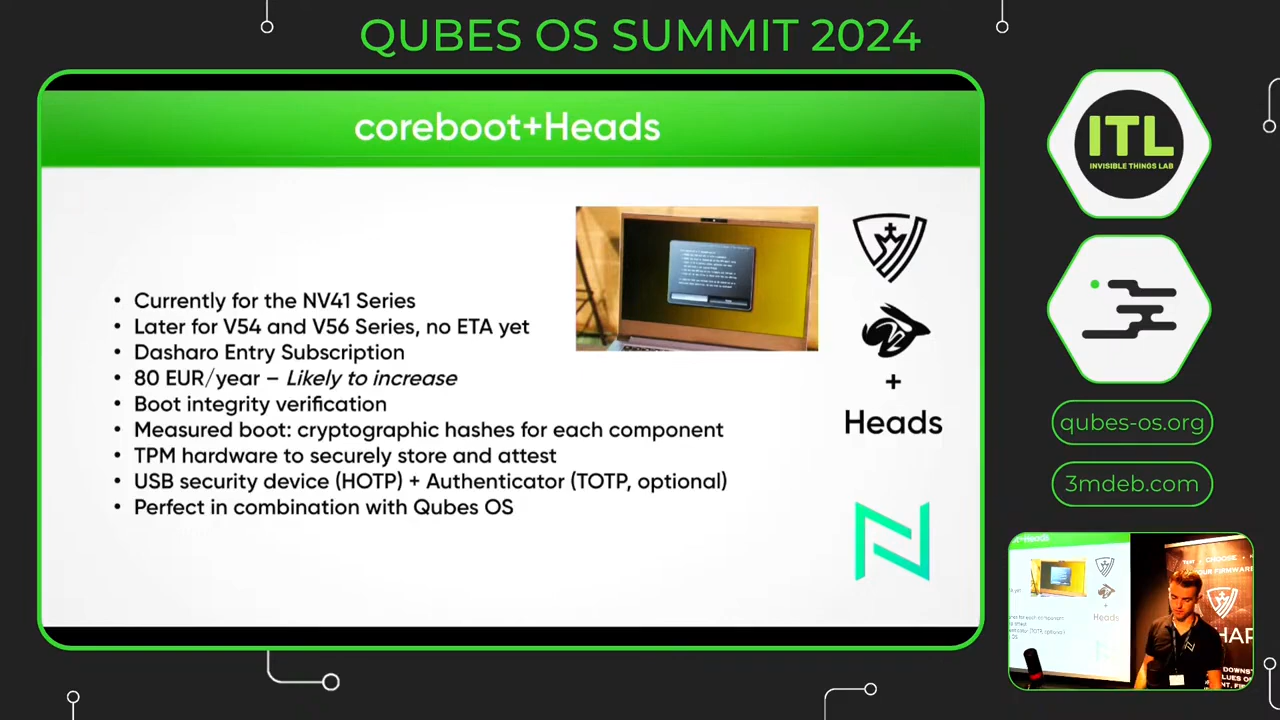 QUBES OS SUMMIT 2024
coreboot+Heads
• Currently for the NV41 Series
• Later for V54 and V56 Series, no ETA yet
• Dasharo Entry Subscription
• 80 EUR/year – Likely to increase
• Boot integrity verification
• Measured boot: cryptographic hashes for each component
• TPM hardware to securely store and attest
• USB security device (HOTP) + Authenticator (TOTP, optional)
• Perfect in combination with Qubes OS
+
Heads
ITL
INVISIBLE THINGS LAB
qubes-os.org
3mdeb.com
Heads